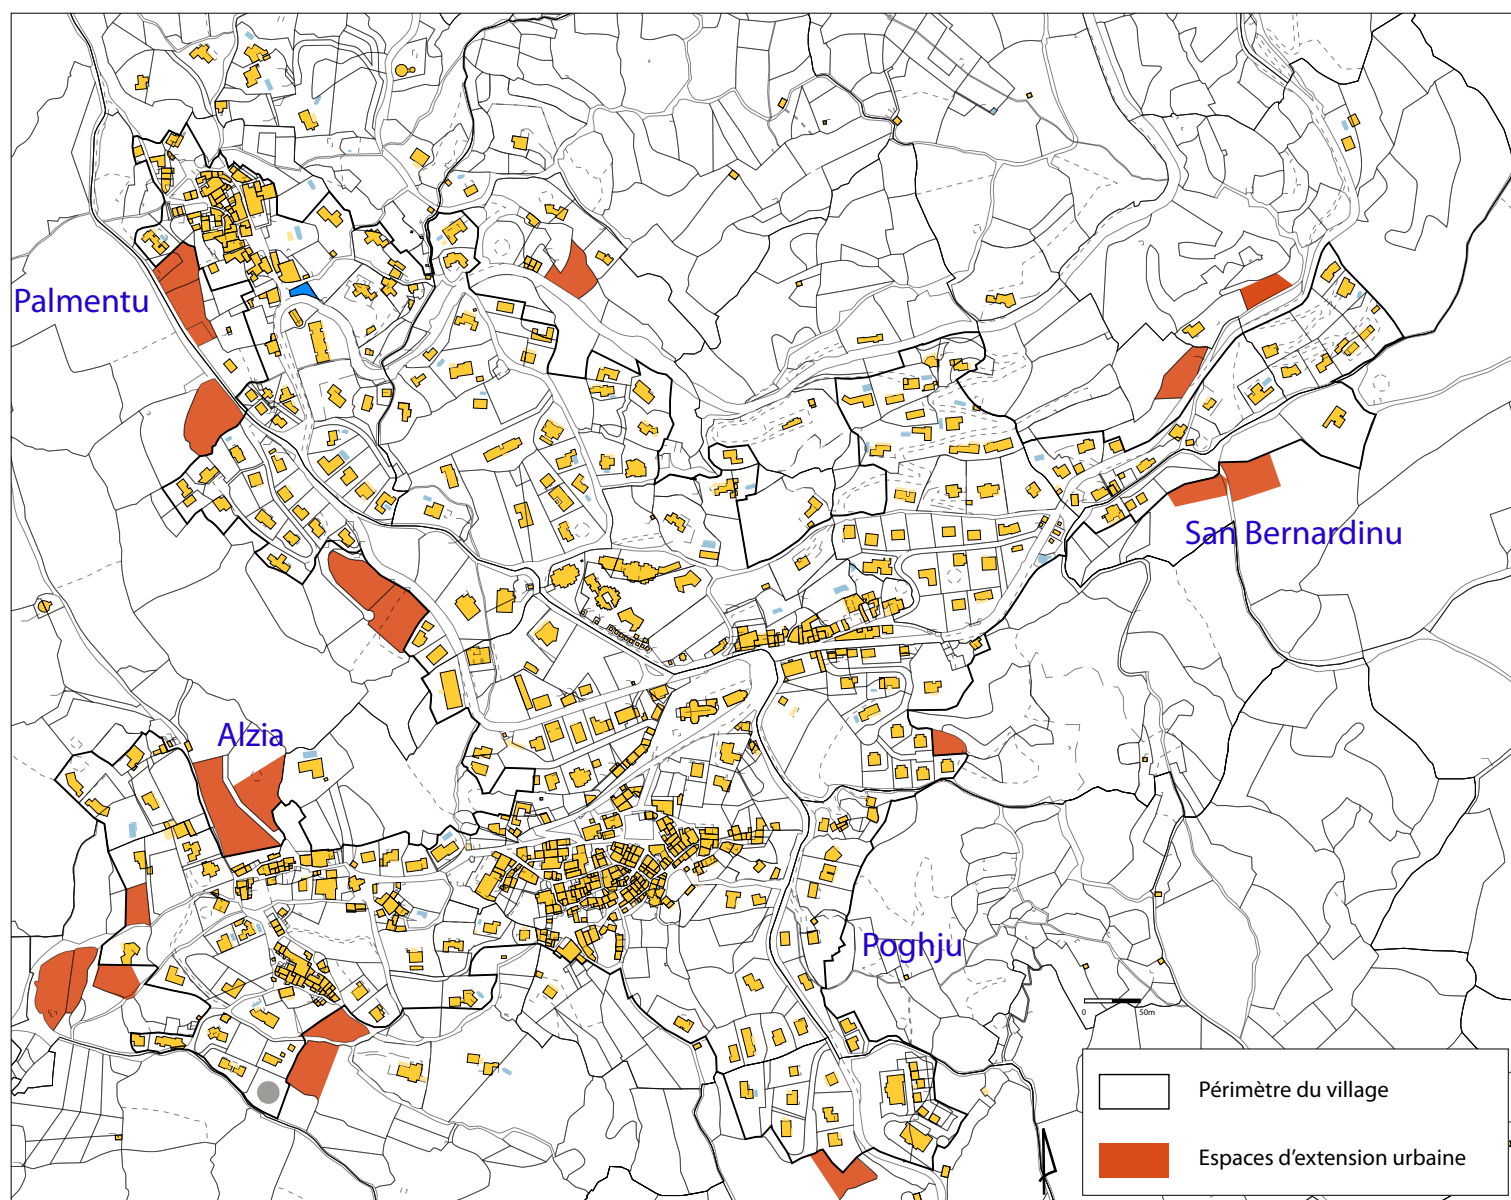 Palmentu
San Bernardinu
Alzia
Poghju
0 50m
Périmètre du village
Espaces d'extension urbaine